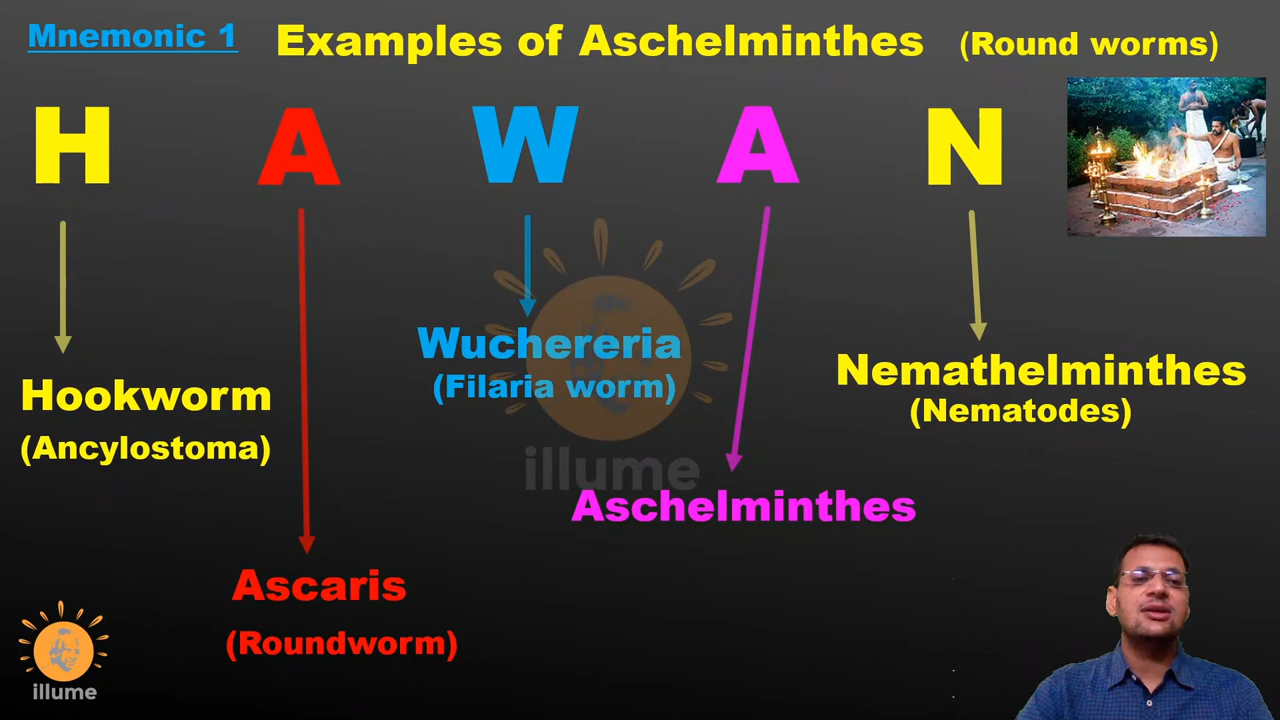 Mnemonic 1
Examples of Aschelminthes (Round worms)
H A W A N
Wuchereria
(Filaria worm)
Nemathelminthes
(Nematodes)
Hookworm
(Ancylostoma)
illume
Aschelminthes
Ascaris
(Roundworm)
illume